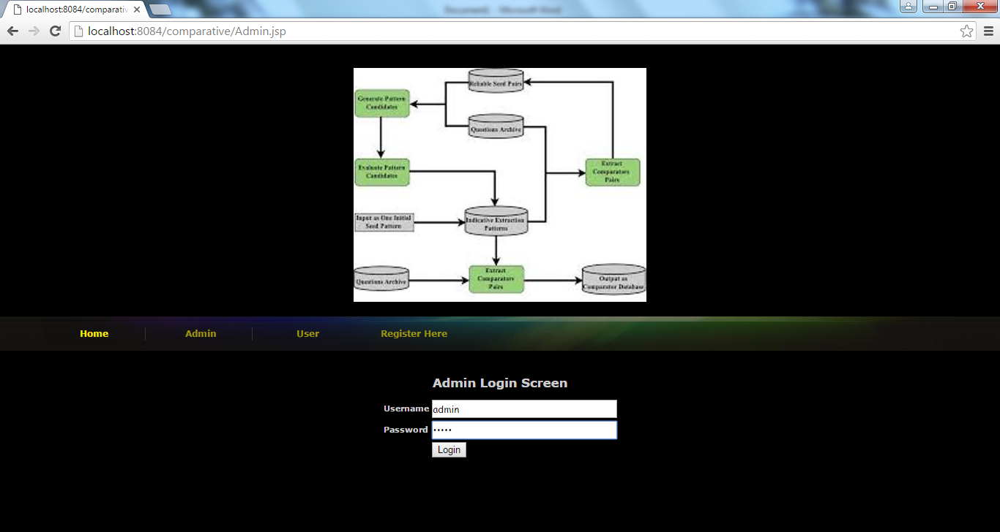 localhost:8084/comparativ
Document1 - Microsoft Word
localhost:8084/comparative/Admin.jsp
Reliable Seed Pairs
Generate Pattern
Candidates
Questions Archive
Evaluate Pattern
Candidates
Extract
Comparators
Pairs
Input as One Initial
Seed Pattern
Indicative Extraction
Patterns
Questions Archive
Extract
Comparators
Pairs
Output as
Comparator Database
Home
Admin
User
Register Here
Admin Login Screen
Username admin
Password •••••
Login